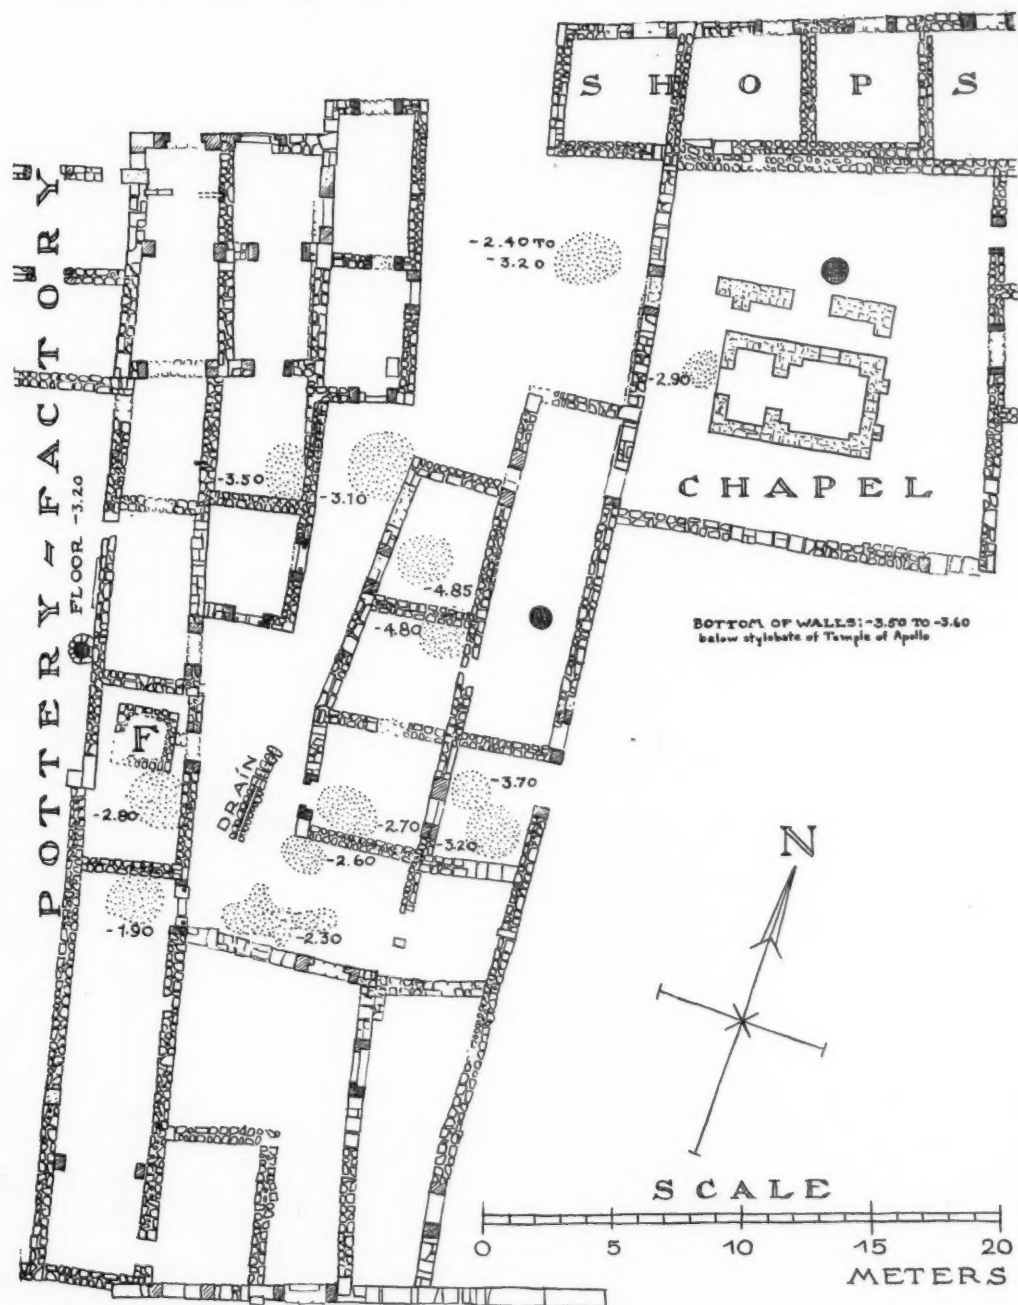 SHOPS
POTTERY=FACTORY
FLOOR -3.20
-2.40 TO
-3.20
-2.90
CHAPEL
-3.50
-3.10
-4.85
-4.80
BOTTOM OF WALLS: -3.50 TO -3.60
below stylobate of Temple of Apollo
F
DRAIN
-3.70
-2.80
-2.70
-3.20
-2.60
N
-1.90
-2.30
SCALE
0 5 10 15 20
METERS